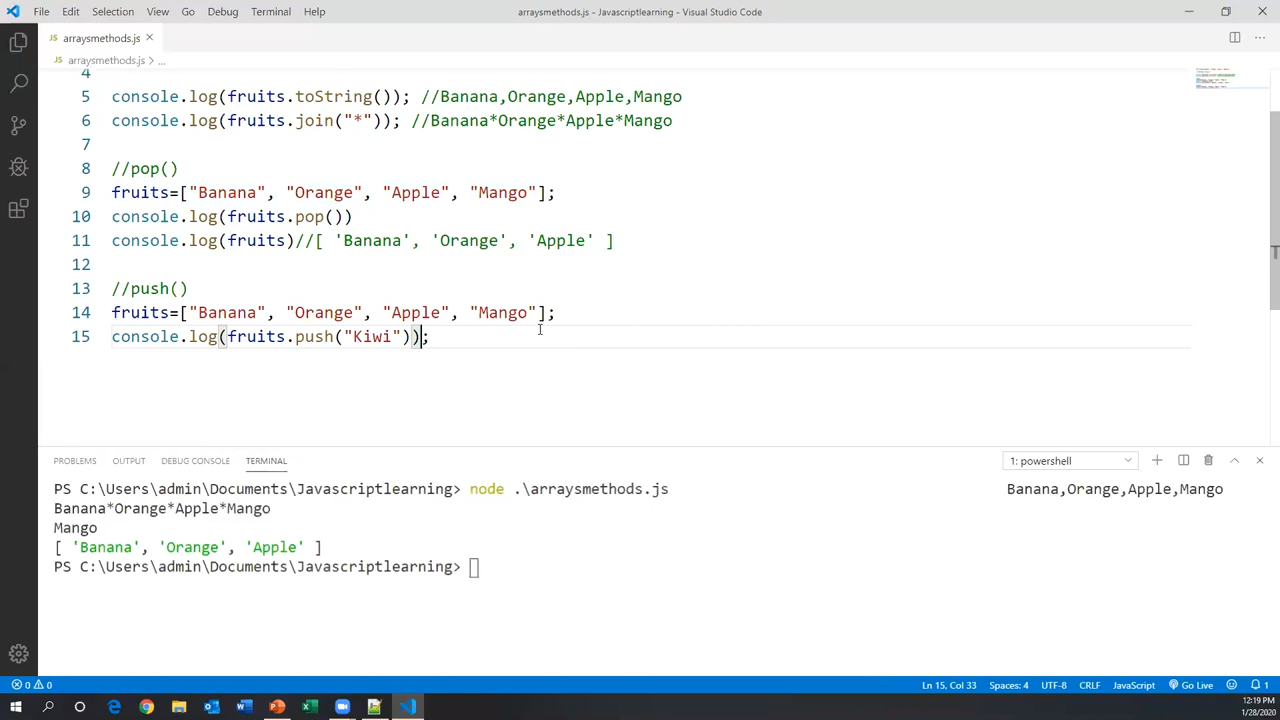 File Edit Selection View Go Debug Terminal Help arraysmethods.js - Javascriptlearning - Visual Studio Code
JS arraysmethods.js ×
JS arraysmethods.js > ...
4
5 console.log(fruits.toString()); //Banana,Orange,Apple,Mango
6 console.log(fruits.join("*")); //Banana*Orange*Apple*Mango
7
8 //pop()
9 fruits=["Banana", "Orange", "Apple", "Mango"];
10 console.log(fruits.pop())
11 console.log(fruits)//[ 'Banana', 'Orange', 'Apple' ]
12
13 //push()
14 fruits=["Banana", "Orange", "Apple", "Mango"];
15 console.log(fruits.push("Kiwi"));
PROBLEMS OUTPUT DEBUG CONSOLE TERMINAL 1: powershell
PS C:\Users\admin\Documents\Javascriptlearning> node .\arraysmethods.js Banana,Orange,Apple,Mango
Banana*Orange*Apple*Mango
Mango
[ 'Banana', 'Orange', 'Apple' ]
PS C:\Users\admin\Documents\Javascriptlearning>
0 0 Ln 15, Col 33 Spaces: 4 UTF-8 CRLF JavaScript Go Live 1
12:19 PM
1/28/2020